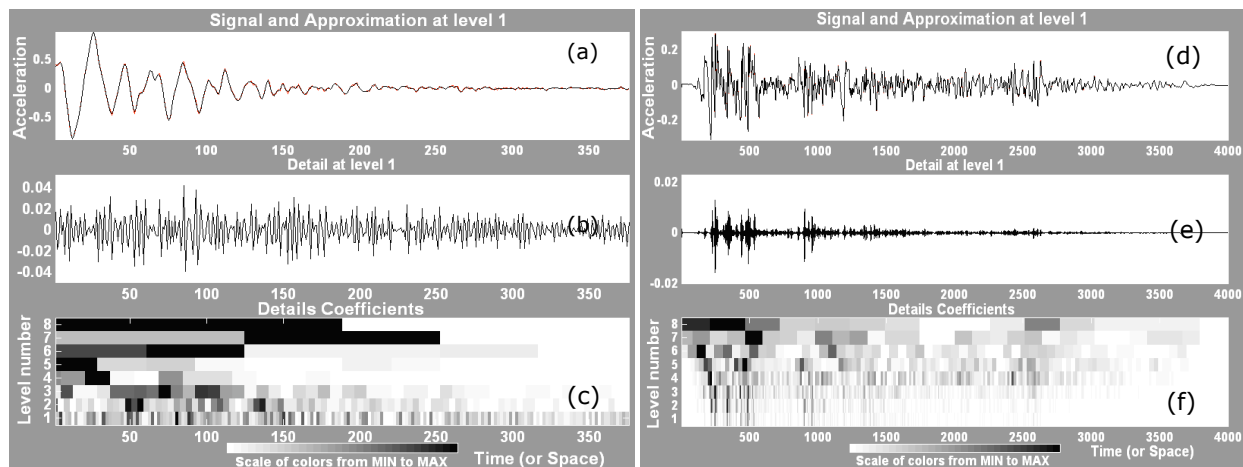 Signal and Approximation at level 1
(a)
Acceleration
0.5
0
-0.5
50 100 150 200 250 300 350
Detail at level 1
0.04
0.02
0
-0.02
-0.04
(b)
50 100 150 200 250 300 350
Details Coefficients
Level number
8
7
6
5
4
3
2
1
(c)
50 100 150 200 250 300 350
Scale of colors from MIN to MAX
Time (or Space)
Signal and Approximation at level 1
(d)
Acceleration
0.2
0
-0.2
500 1000 1500 2000 2500 3000 3500 4000
Detail at level 1
0.02
0
-0.02
(e)
500 1000 1500 2000 2500 3000 3500 4000
Details Coefficients
Level number
8
7
6
5
4
3
2
1
(f)
500 1000 1500 2000 2500 3000 3500 4000
Scale of colors from MIN to MAX
Time (or Space)